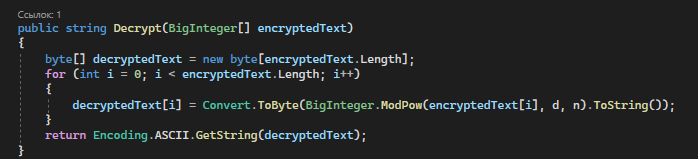 Ссылок: 1
public string Decrypt(BigInteger[] encryptedText)
{
    byte[] decryptedText = new byte[encryptedText.Length];
    for (int i = 0; i < encryptedText.Length; i++)
    {
        decryptedText[i] = Convert.ToByte(BigInteger.ModPow(encryptedText[i], d, n).ToString());
    }
    return Encoding.ASCII.GetString(decryptedText);
}